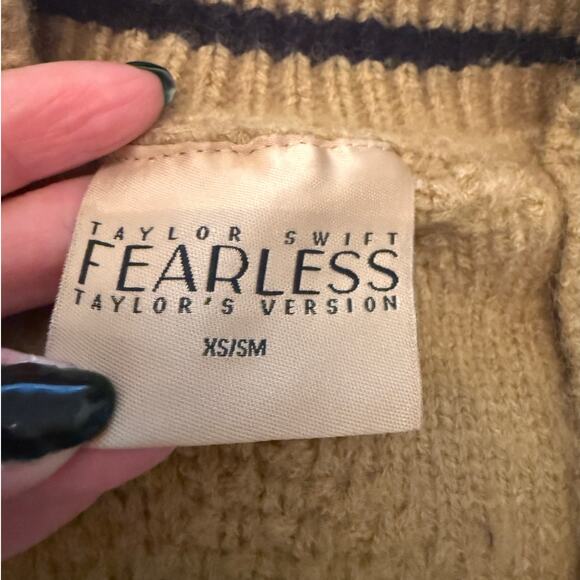 TAYLOR SWIFT
FEARLESS
TAYLOR'S VERSION
XS/SM